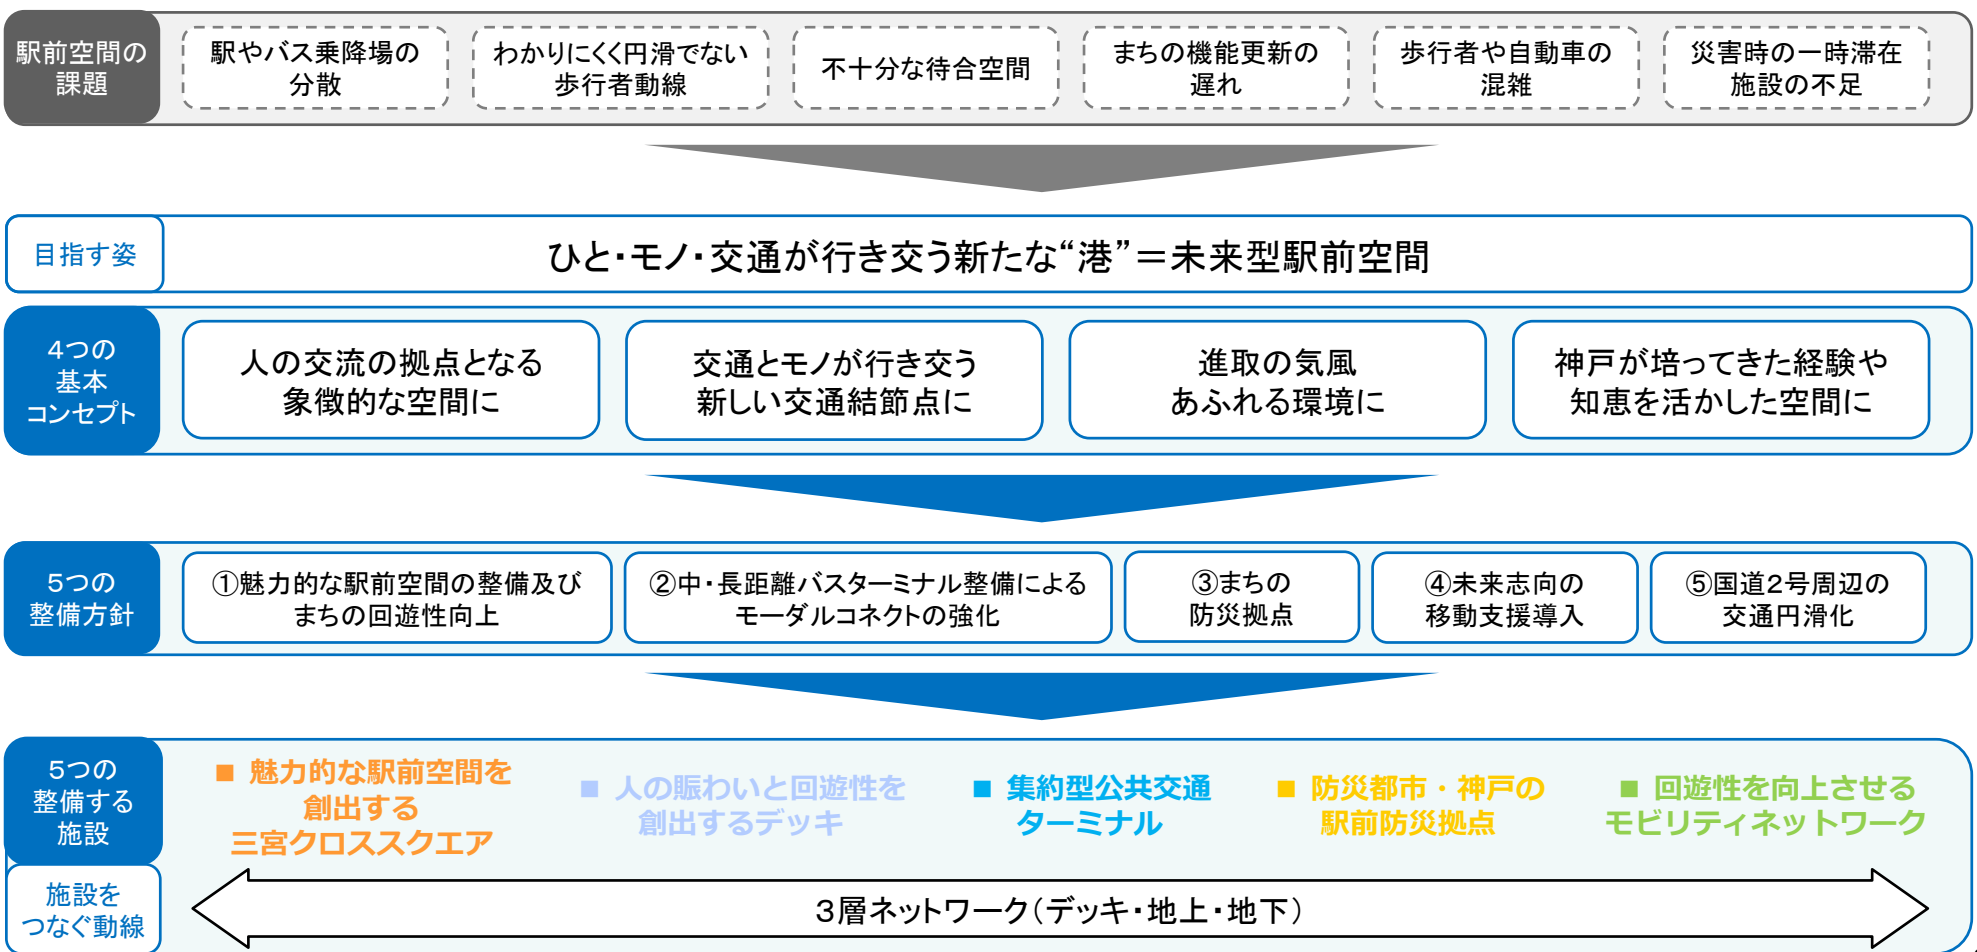 駅前空間の
課題
駅やバス乗降場の
分散
わかりにくく円滑でない
歩行者動線
不十分な待合空間
まちの機能更新の
遅れ
歩行者や自動車の
混雑
災害時の一時滞在
施設の不足
目指す姿
ひと・モノ・交通が行き交う新たな“港”＝未来型駅前空間
4つの
基本
コンセプト
人の交流の拠点となる
象徴的な空間に
交通とモノが行き交う
新しい交通結節点に
進取の気風
あふれる環境に
神戸が培ってきた経験や
知恵を活かした空間に
5つの
整備方針
①魅力的な駅前空間の整備及び
まちの回遊性向上
②中・長距離バスターミナル整備による
モーダルコネクトの強化
③まちの
防災拠点
④未来志向の
移動支援導入
⑤国道2号周辺の
交通円滑化
5つの
整備する
施設
■ 魅力的な駅前空間を
創出する
三宮クロススクエア
■ 人の賑わいと回遊性を
創出するデッキ
■ 集約型公共交通
ターミナル
■ 防災都市・神戸の
駅前防災拠点
■ 回遊性を向上させる
モビリティネットワーク
施設を
つなぐ動線
3層ネットワーク（デッキ・地上・地下）